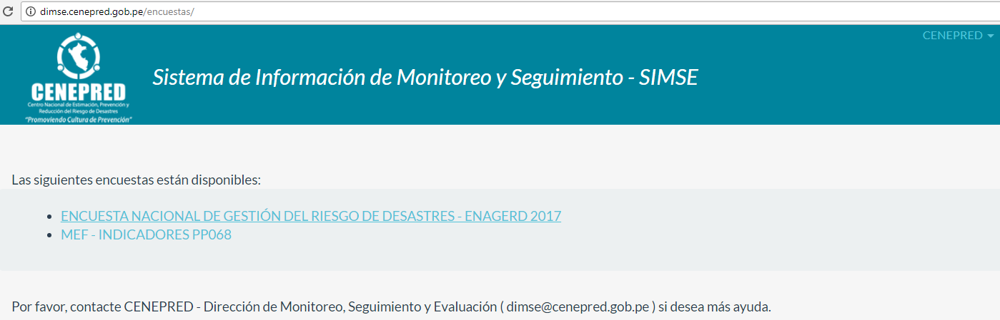 dimse.cenepred.gob.pe/encuestas/
CENEPRED
CENEPRED
Centro Nacional de Estimación, Prevención y
Reducción del Riesgo de Desastres
"Promoviendo Cultura de Prevención"
Sistema de Información de Monitoreo y Seguimiento - SIMSE
Las siguientes encuestas están disponibles:
ENCUESTA NACIONAL DE GESTIÓN DEL RIESGO DE DESASTRES - ENAGERD 2017
MEF - INDICADORES PP068
Por favor, contacte CENEPRED - Dirección de Monitoreo, Seguimiento y Evaluación ( dimse@cenepred.gob.pe ) si desea más ayuda.